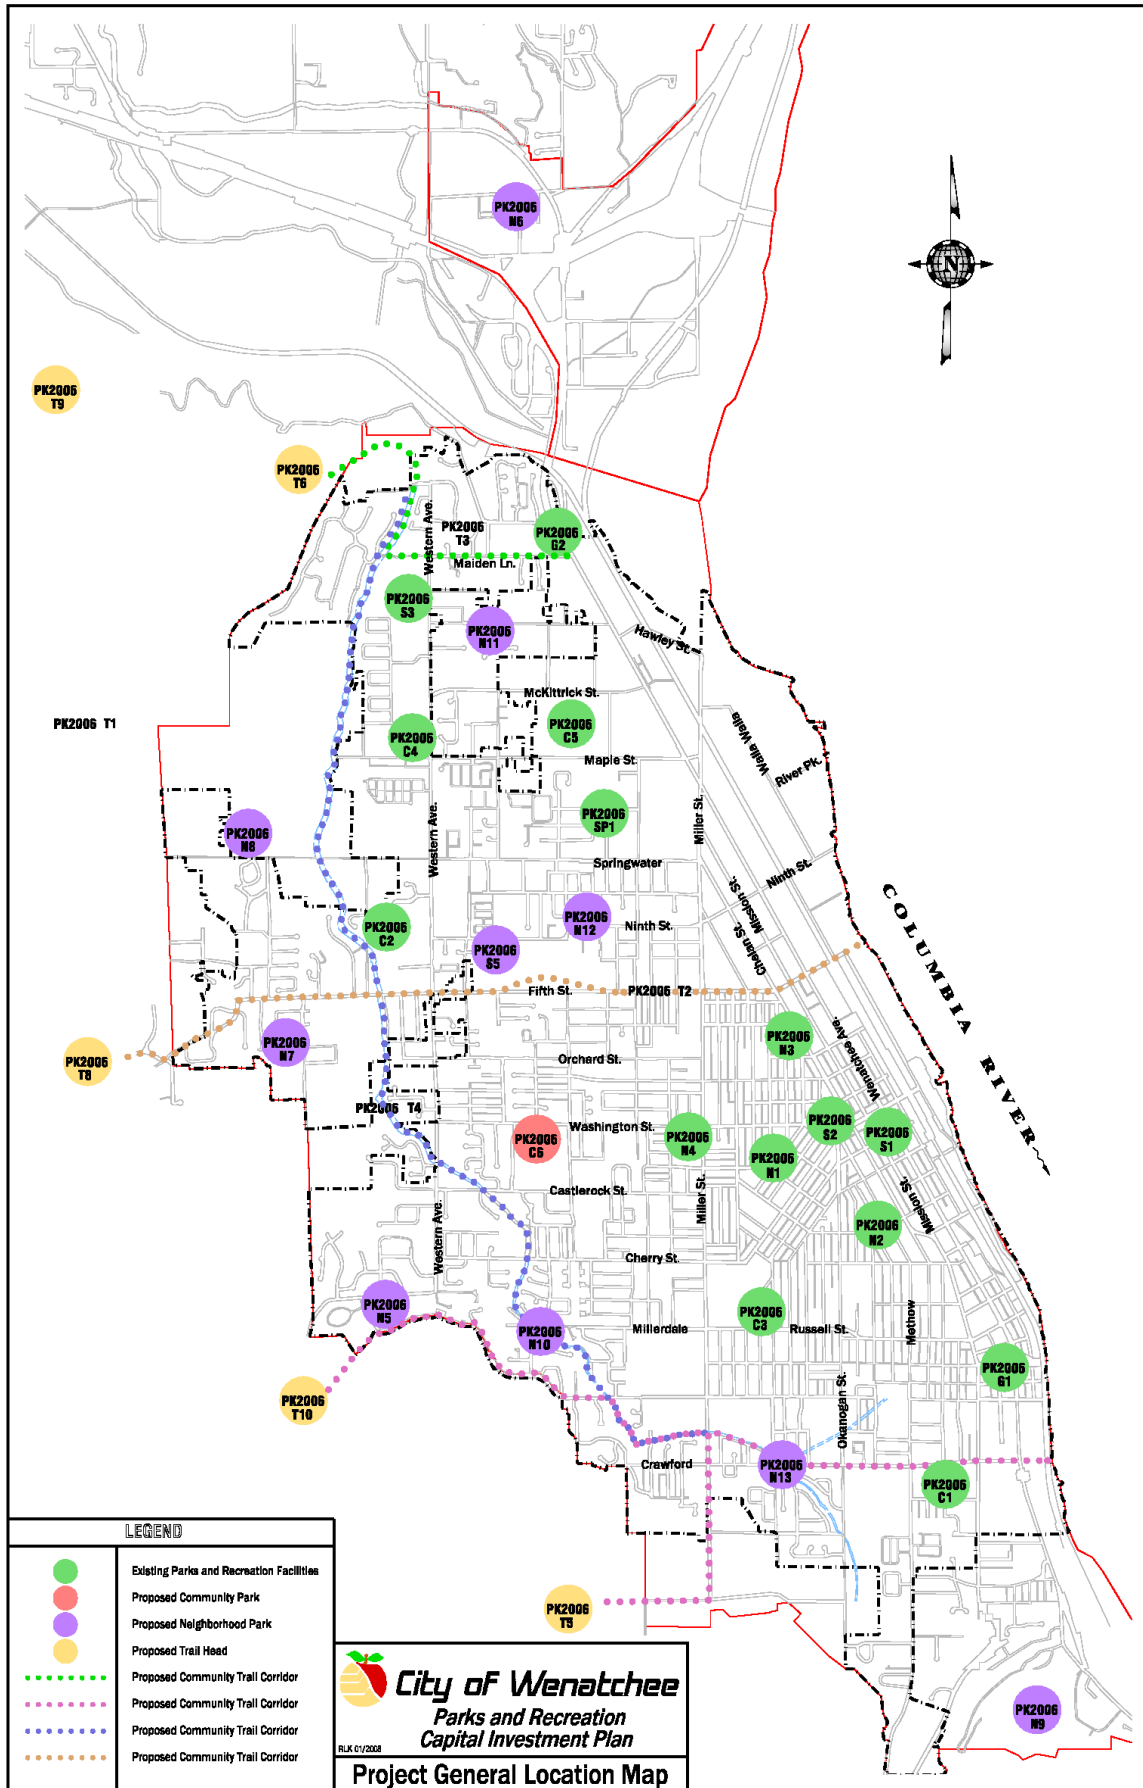 PK2006
N6
N
PK2006
T9
PK2006
T6
Western Ave.
PK2006
T3
PK2006
G2
Maiden Ln.
PK2006
S3
PK2006
N11
Hawley St.
McKittrick St.
PK2006 T1
PK2006
C4
PK2006
C5
Walla Walla
River Pk.
Maple St.
PK2006
SP1
Miller St.
Western Ave.
PK2006
N8
Springwater
Ninth St.
Mission St.
Chelan St.
PK2006
C2
PK2006
N12
Ninth St.
PK2006
S5
COLUMBIA RIVER
Fifth St.
PK2006 T2
PK2006
N7
PK2006
N3
Wenatchee Ave.
PK2006
T8
Orchard St.
PK2006 T4
PK2006
C6
Washington St.
PK2006
N4
PK2006
S2
PK2006
S1
PK2006
N1
Castlerock St.
Miller St.
Mission St.
Western Ave.
PK2006
N2
Cherry St.
PK2006
N5
PK2006
N10
Millerdale
PK2006
C3
Russell St.
Methow
PK2006
G1
PK2006
T10
Okanogan St.
Crawford
PK2006
N13
PK2006
C1
PK2006
T5
PK2006
N9
LEGEND
Existing Parks and Recreation Facilities
Proposed Community Park
Proposed Neighborhood Park
Proposed Trail Head
Proposed Community Trail Corridor
Proposed Community Trail Corridor
Proposed Community Trail Corridor
Proposed Community Trail Corridor
City of Wenatchee
Parks and Recreation
Capital Investment Plan
RLK 01/2008
Project General Location Map